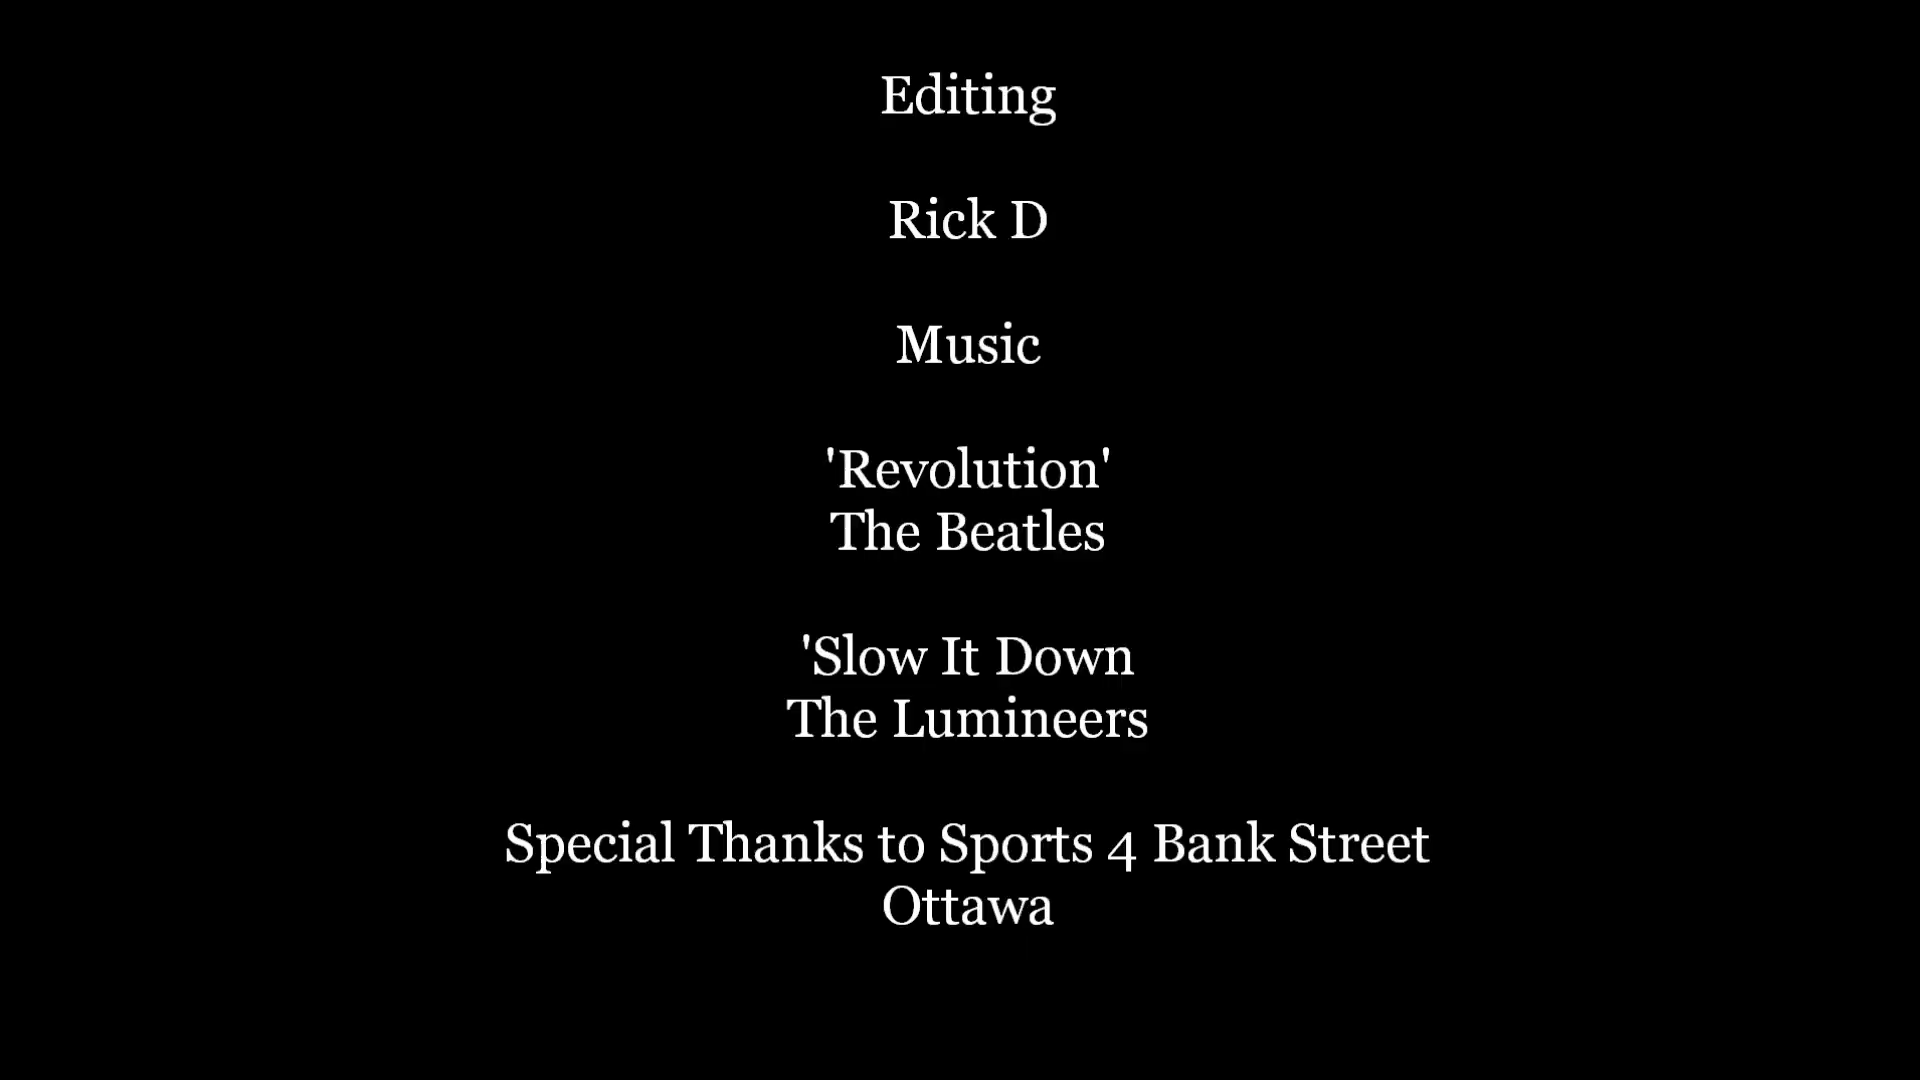 Editing
Rick D
Music
'Revolution'
The Beatles
'Slow It Down
The Lumineers
Special Thanks to Sports 4 Bank Street
Ottawa